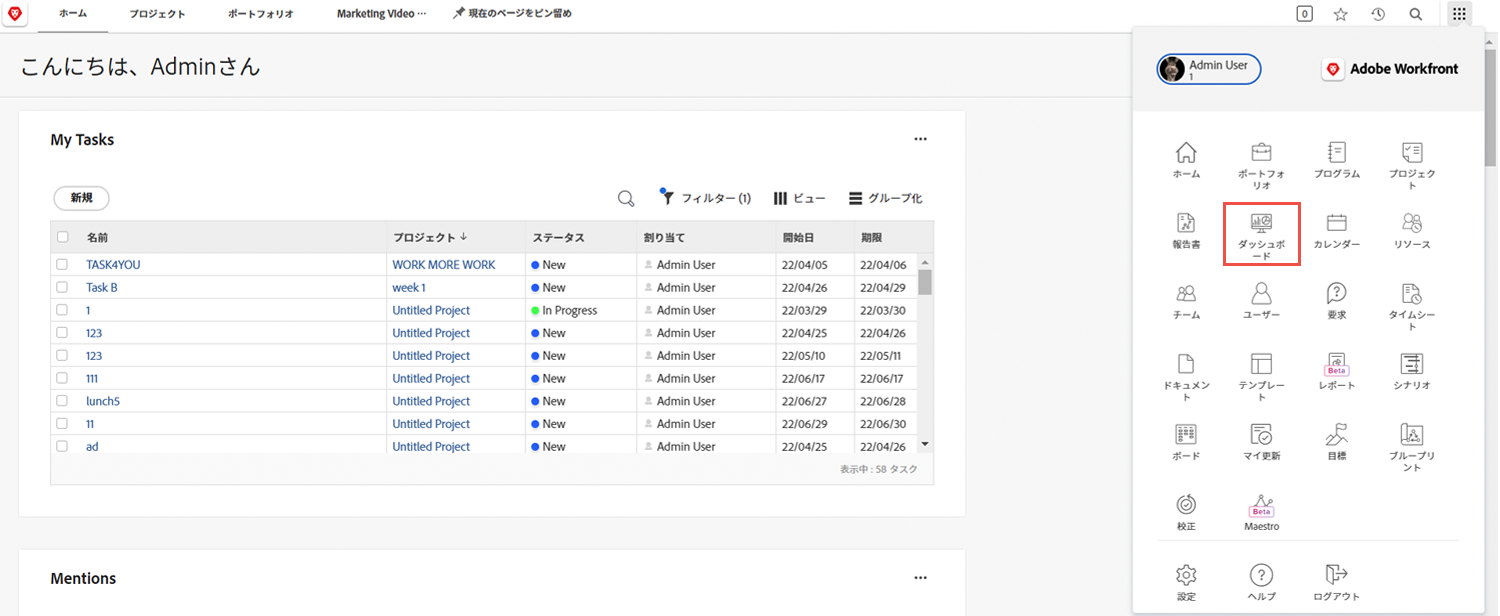 ホーム プロジェクト ポートフォリオ Marketing Video … 現在のページをピン留め 0
こんにちは、Adminさん
Admin User
1
Adobe Workfront
My Tasks
新規 フィルター (1) ビュー グループ化
名前 プロジェクト ↓ ステータス 割り当て 開始日 期限
TASK4YOU WORK MORE WORK New Admin User 22/04/05 22/04/06
Task B week 1 New Admin User 22/04/26 22/04/29
1 Untitled Project In Progress Admin User 22/03/29 22/03/30
123 Untitled Project New Admin User 22/04/25 22/04/26
123 Untitled Project New Admin User 22/05/10 22/05/11
111 Untitled Project New Admin User 22/06/17 22/06/17
lunch5 Untitled Project New Admin User 22/06/27 22/06/28
11 Untitled Project New Admin User 22/06/29 22/06/30
ad Untitled Project New Admin User 22/04/25 22/04/26
表示中 : 58 タスク
Mentions
ホーム
ポートフォ
リオ
プログラム
プロジェク
ト
報告書
ダッシュボ
ード
カレンダー
リソース
チーム
ユーザー
要求
タイムシー
ト
ドキュメン
ト
テンプレー
ト
Beta
レポート
シナリオ
ボード
マイ更新
目標
ブループリ
ント
校正
Beta
Maestro
設定
ヘルプ
ログアウト